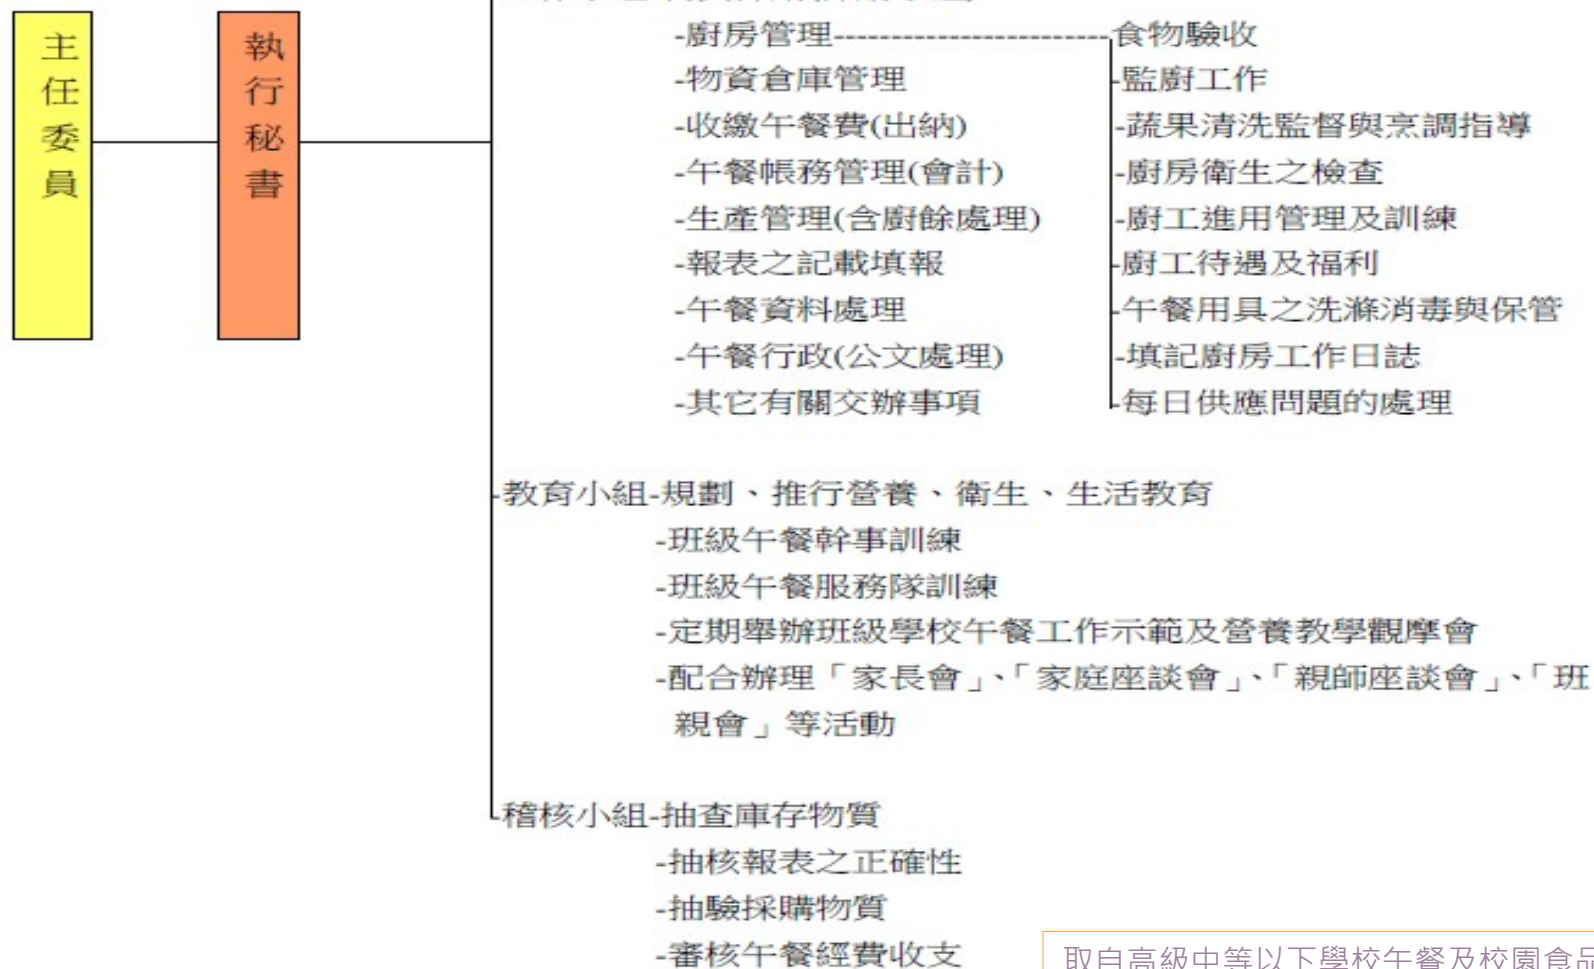 主任委員
執行秘書
-廚房管理------------------------食物驗收
-物資倉庫管理 -監廚工作
-收繳午餐費(出納) -蔬果清洗監督與烹調指導
-午餐帳務管理(會計) -廚房衛生之檢查
-生產管理(含廚餘處理) -廚工進用管理及訓練
-報表之記載填報 -廚工待遇及福利
-午餐資料處理 -午餐用具之洗滌消毒與保管
-午餐行政(公文處理) -填記廚房工作日誌
-其它有關交辦事項 -每日供應問題的處理
-教育小組-規劃、推行營養、衛生、生活教育
-班級午餐幹事訓練
-班級午餐服務隊訓練
-定期舉辦班級學校午餐工作示範及營養教學觀摩會
-配合辦理「家長會」、「家庭座談會」、「親師座談會」、「班
親會」等活動
稽核小組-抽查庫存物質
-抽核報表之正確性
-抽驗採購物質
-審核午餐經費收支
取自高級中等以下學校午餐及校園食品